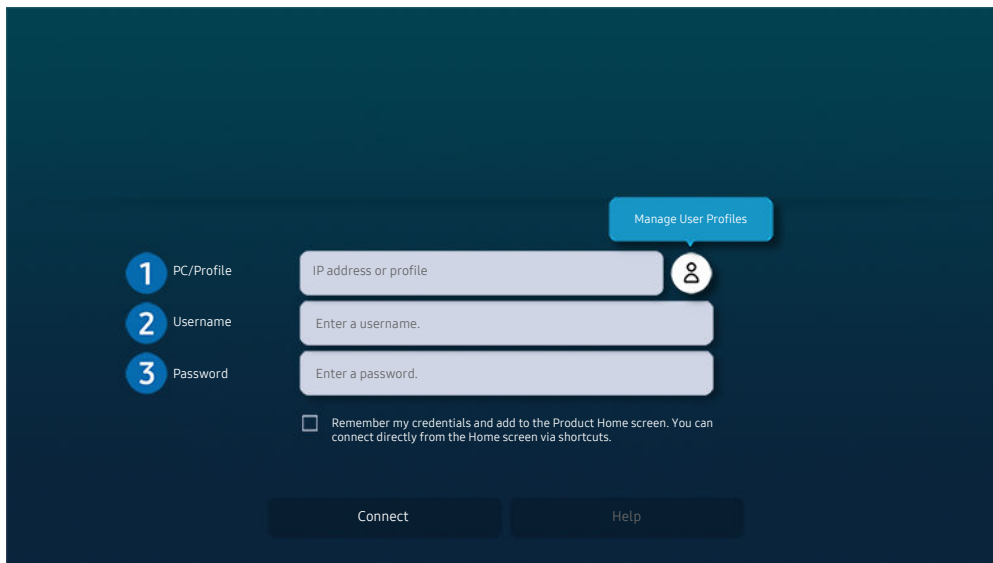 Manage User Profiles
1 PC/Profile IP address or profile
2 Username Enter a username.
3 Password Enter a password.
Remember my credentials and add to the Product Home screen. You can
connect directly from the Home screen via shortcuts.
Connect Help